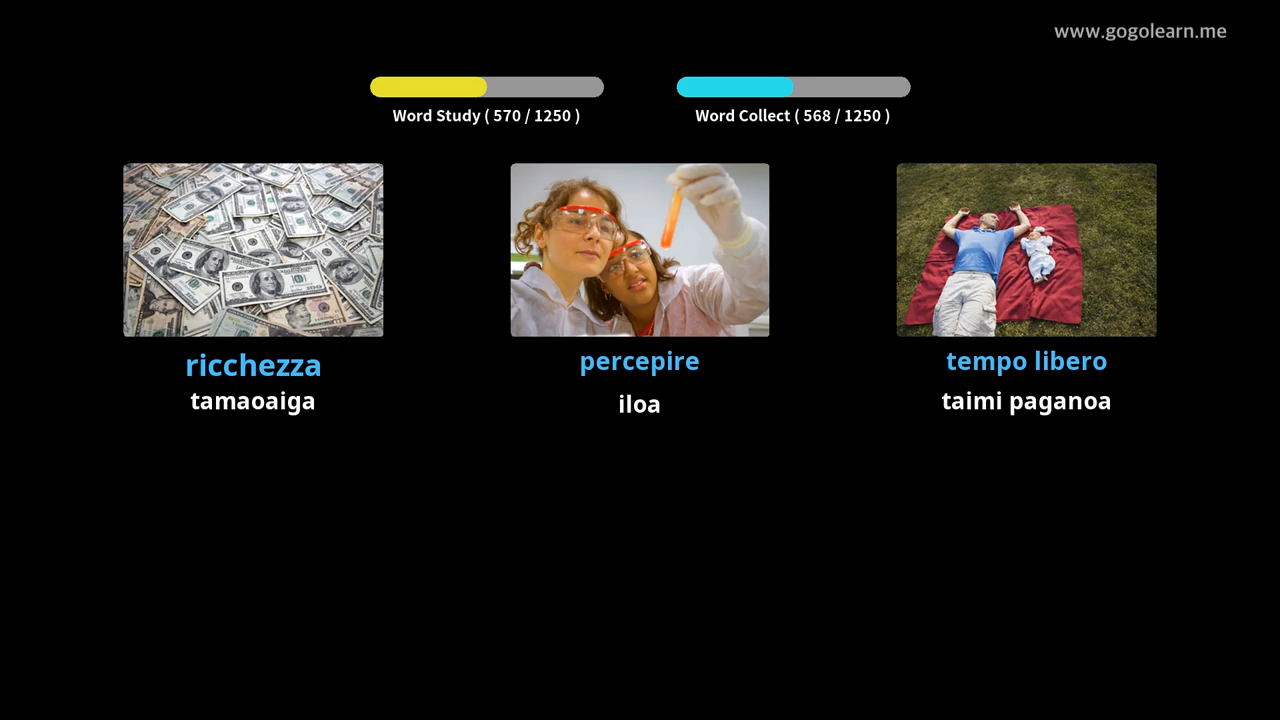 www.gogolearn.me
Word Study ( 570 / 1250 )
Word Collect ( 568 / 1250 )
ricchezza
tamaoaiga
percepire
iloa
tempo libero
taimi paganoa